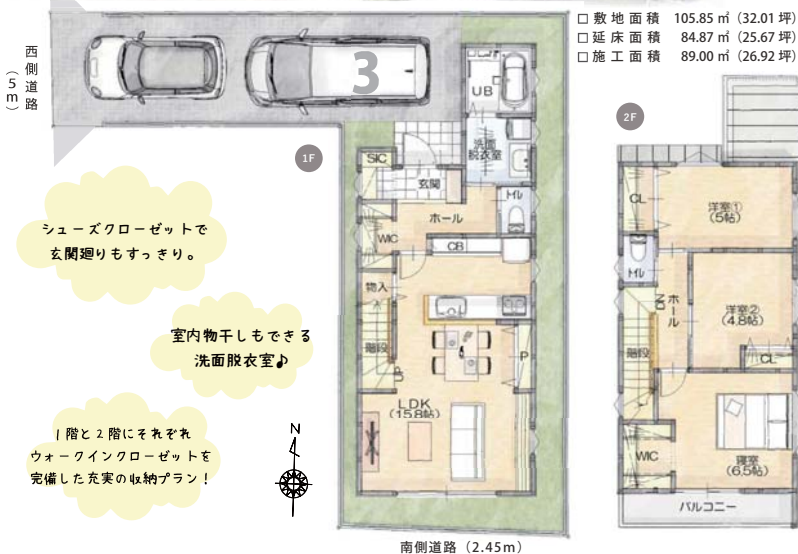 □ 敷地面積 105.85 ㎡ (32.01 坪)
□ 延床面積 84.87 ㎡ (25.67 坪)
□ 施工面積 89.00 ㎡ (26.92 坪)
西側道路
(5m)
3
UB
洗面
脱衣室
1F
SIC
玄関
トイレ
ホール
WIC
CB
物入
階段
UP
P
LDK
(15.8帖)
シューズクローゼットで
玄関廻りもすっきり。
室内物干しもできる
洗面脱衣室♪
1階と2階にそれぞれ
ウォークインクローゼットを
完備した充実の収納プラン!
N
南側道路 (2.45m)
2F
CL
洋室①
(5帖)
トイレ
ホール
DN
洋室②
(4.8帖)
階段
CL
WIC
寝室
(6.5帖)
バルコニー